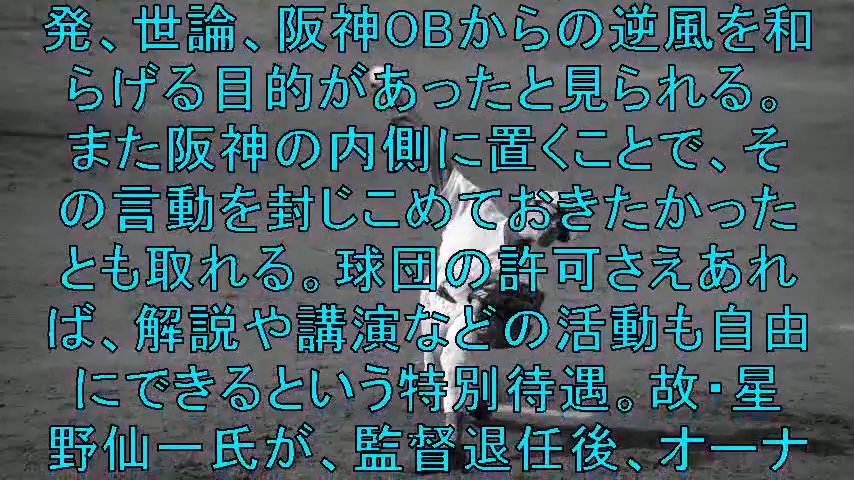 発、世論、阪神OBからの逆風を和
らげる目的があったと見られる。
また阪神の内側に置くことで、そ
の言動を封じこめておきたかった
とも取れる。球団の許可さえあれ
ば、解説や講演などの活動も自由
にできるという特別待遇。故・星
野仙一氏が、監督退任後、オーナ